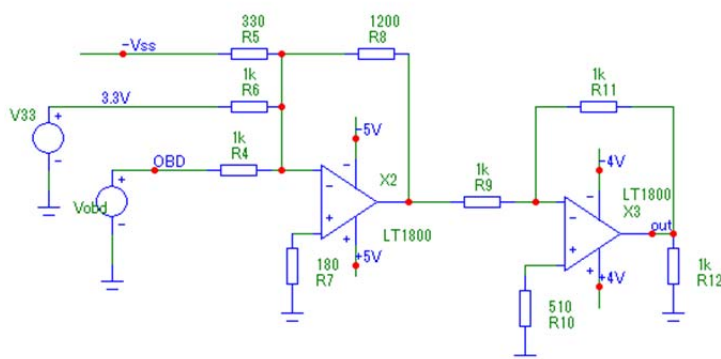 330
R5
-Vss
1200
R8
1k
R6
3.3V
V33
1k
R4
OBD
Vobd
-5V
X2
LT1800
+5V
180
R7
1k
R9
1k
R11
-4V
LT1800
X3
out
+4V
510
R10
1k
R12